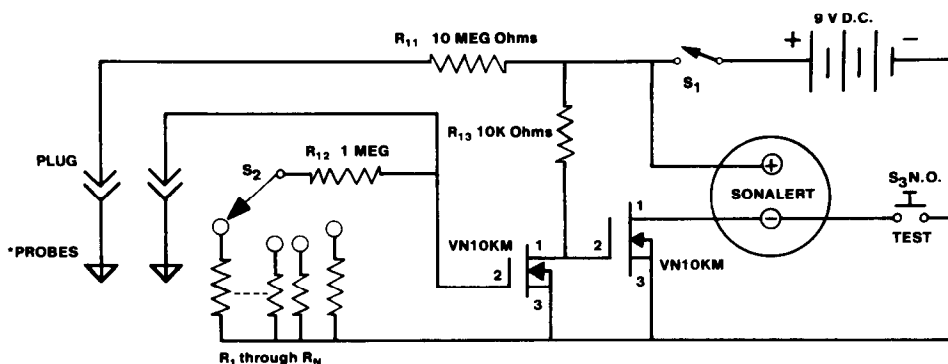 9 V D.C.
R11 10 MEG Ohms
+
−
S1
R13 10K Ohms
PLUG
R12 1 MEG
S2
+
SONALERT
−
S3 N.O.
TEST
*PROBES
VN10KM
1
2
3
1
2
3
VN10KM
R1 through RN